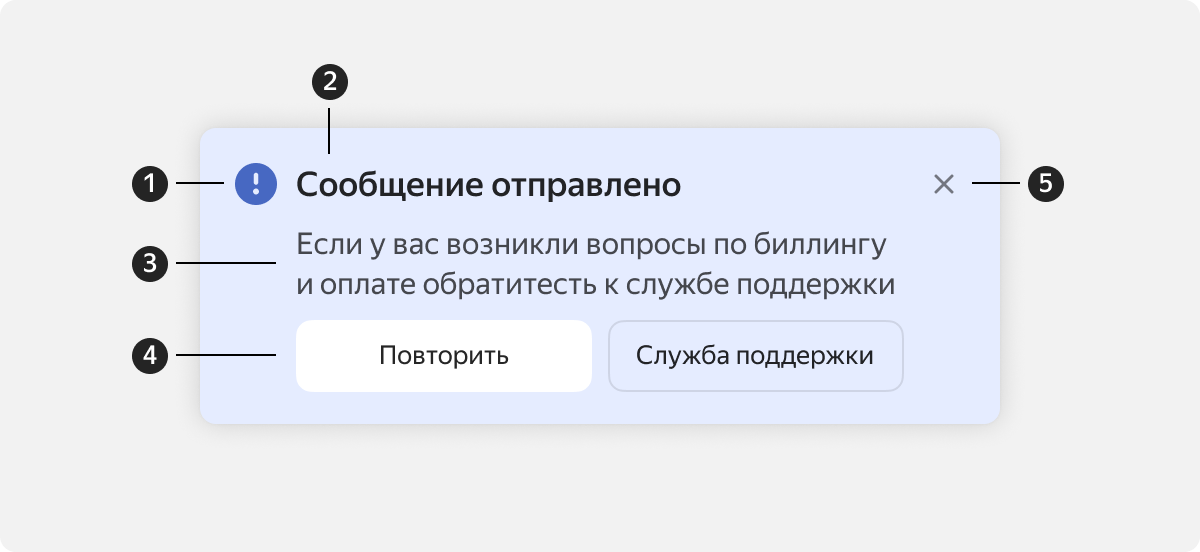 2
1
! Сообщение отправлено
5
3
Если у вас возникли вопросы по биллингу
и оплате обратитесть к службе поддержки
4
Повторить
Служба поддержки